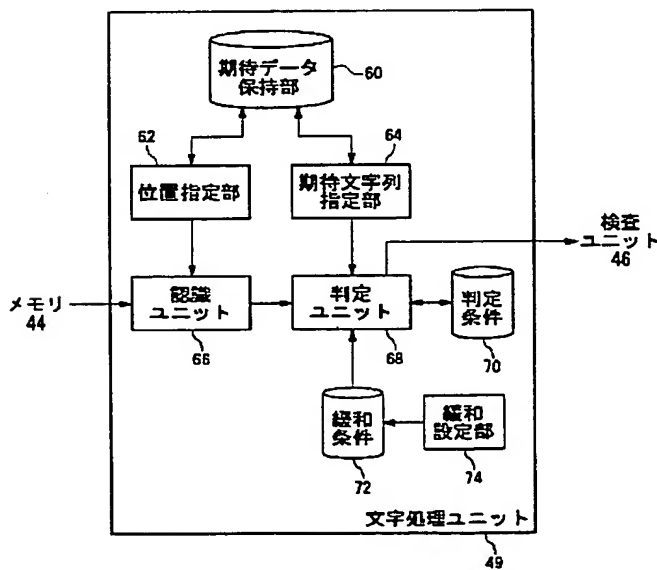 期待データ
保持部
60
62
位置指定部
64
期待文字列
指定部
検査
ユニット
46
メモリ
44
認識
ユニット
66
判定
ユニット
68
判定
条件
70
緩和
条件
72
緩和
設定部
74
文字処理ユニット
49